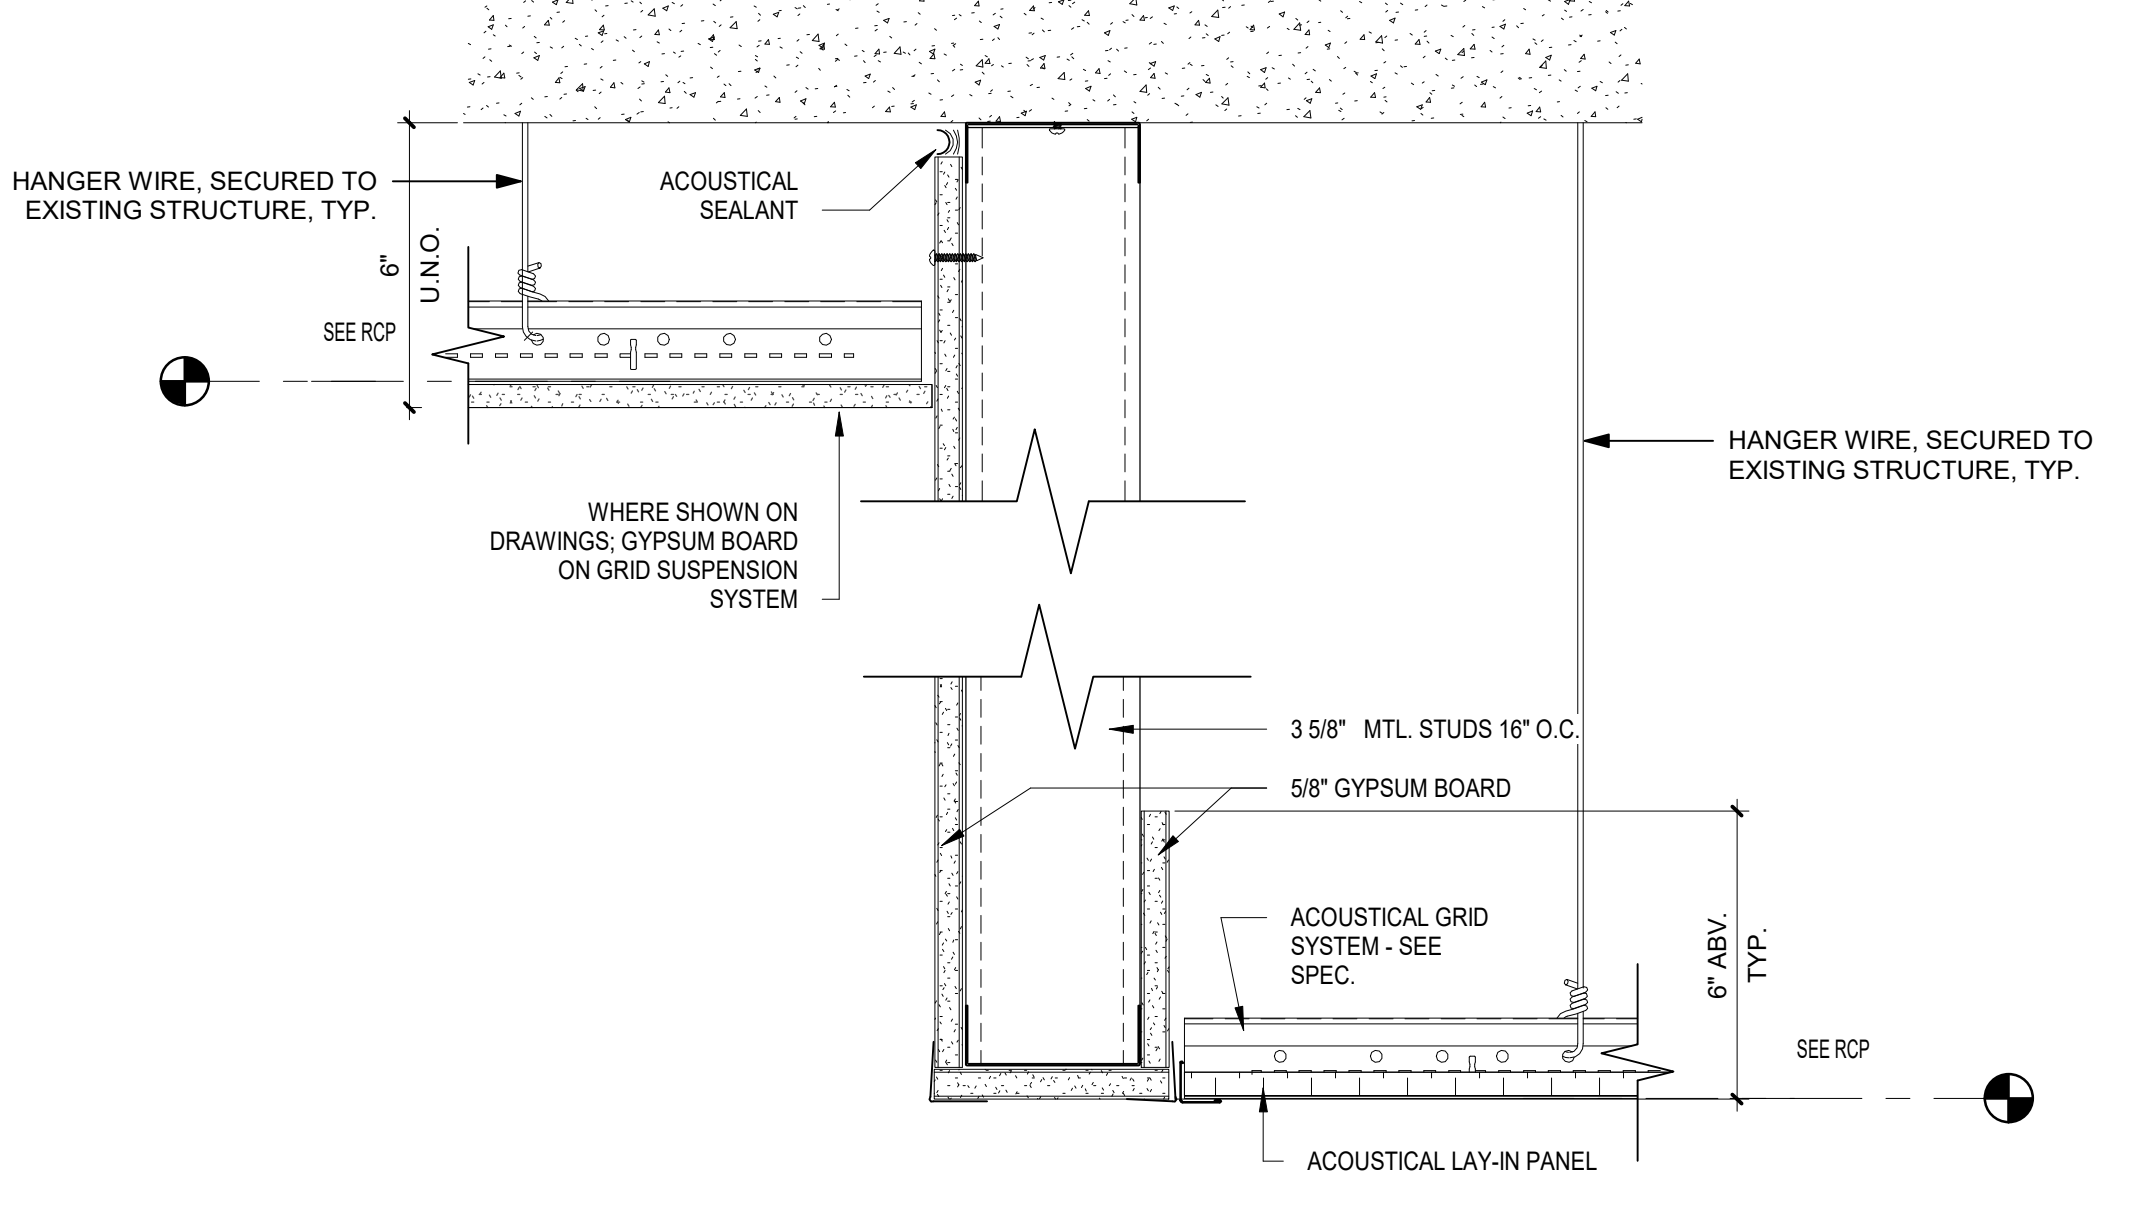 HANGER WIRE, SECURED TO
EXISTING STRUCTURE, TYP.
ACOUSTICAL
SEALANT
6"
U.N.O.
SEE RCP
WHERE SHOWN ON
DRAWINGS; GYPSUM BOARD
ON GRID SUSPENSION
SYSTEM
HANGER WIRE, SECURED TO
EXISTING STRUCTURE, TYP.
3 5/8" MTL. STUDS 16" O.C.
5/8" GYPSUM BOARD
ACOUSTICAL GRID
SYSTEM - SEE
SPEC.
6" ABV.
TYP.
SEE RCP
ACOUSTICAL LAY-IN PANEL